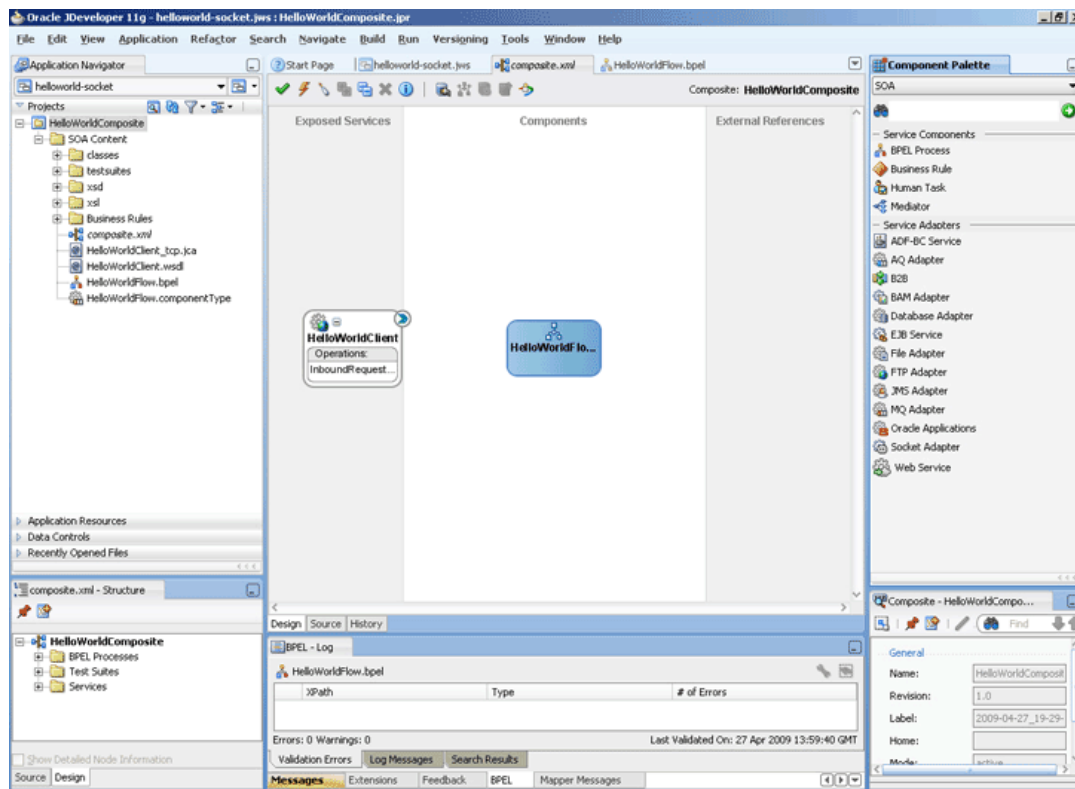 Oracle JDeveloper 11g - helloworld-socket.jws : HelloWorldComposite.jpr
File Edit View Application Refactor Search Navigate Build Run Versioning Tools Window Help
Application Navigator
helloworld-socket
Projects
HelloWorldComposite
SOA Content
classes
testsuites
xsd
xsl
Business Rules
composite.xml
HelloWorldClient_tcp.jca
HelloWorldClient.wsdl
HelloWorldFlow.bpel
HelloWorldFlow.componentType
Application Resources
Data Controls
Recently Opened Files
composite.xml - Structure
HelloWorldComposite
BPEL Processes
Test Suites
Services
Show Detailed Node Information
Source Design
Start Page helloworld-socket.jws composite.xml HelloWorldFlow.bpel
Composite: HelloWorldComposite
Exposed Services Components External References
HelloWorldClient
Operations:
InboundRequest...
HelloWorldFlo...
Design Source History
BPEL - Log
HelloWorldFlow.bpel
XPath Type # of Errors
Errors: 0 Warnings: 0 Last Validated On: 27 Apr 2009 13:59:40 GMT
Validation Errors Log Messages Search Results
Messages Extensions Feedback BPEL Mapper Messages
Component Palette
SOA
Service Components
BPEL Process
Business Rule
Human Task
Mediator
Service Adapters
ADF-BC Service
AQ Adapter
B2B
BAM Adapter
Database Adapter
EJB Service
File Adapter
FTP Adapter
JMS Adapter
MQ Adapter
Oracle Applications
Socket Adapter
Web Service
Composite - HelloWorldCompo...
Find
General
Name: HelloWorldComposit
Revision: 1.0
Label: 2009-04-27_19-29-
Home:
Mode: active